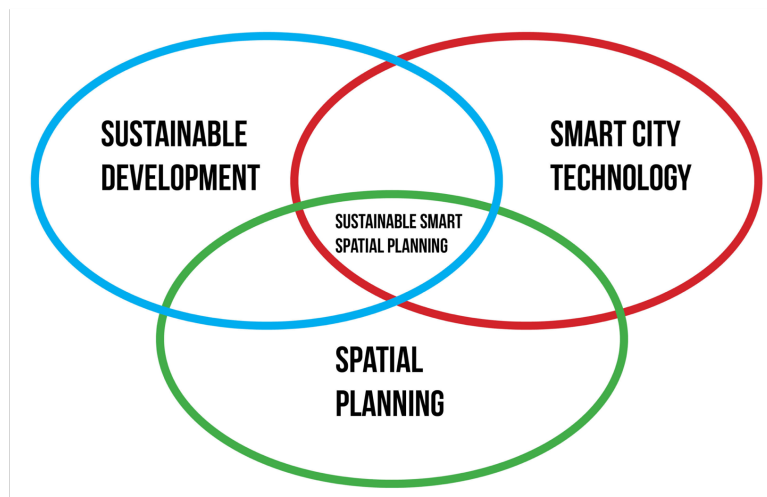 SUSTAINABLE
DEVELOPMENT
SMART CITY
TECHNOLOGY
SUSTAINABLE SMART
SPATIAL PLANNING
SPATIAL
PLANNING